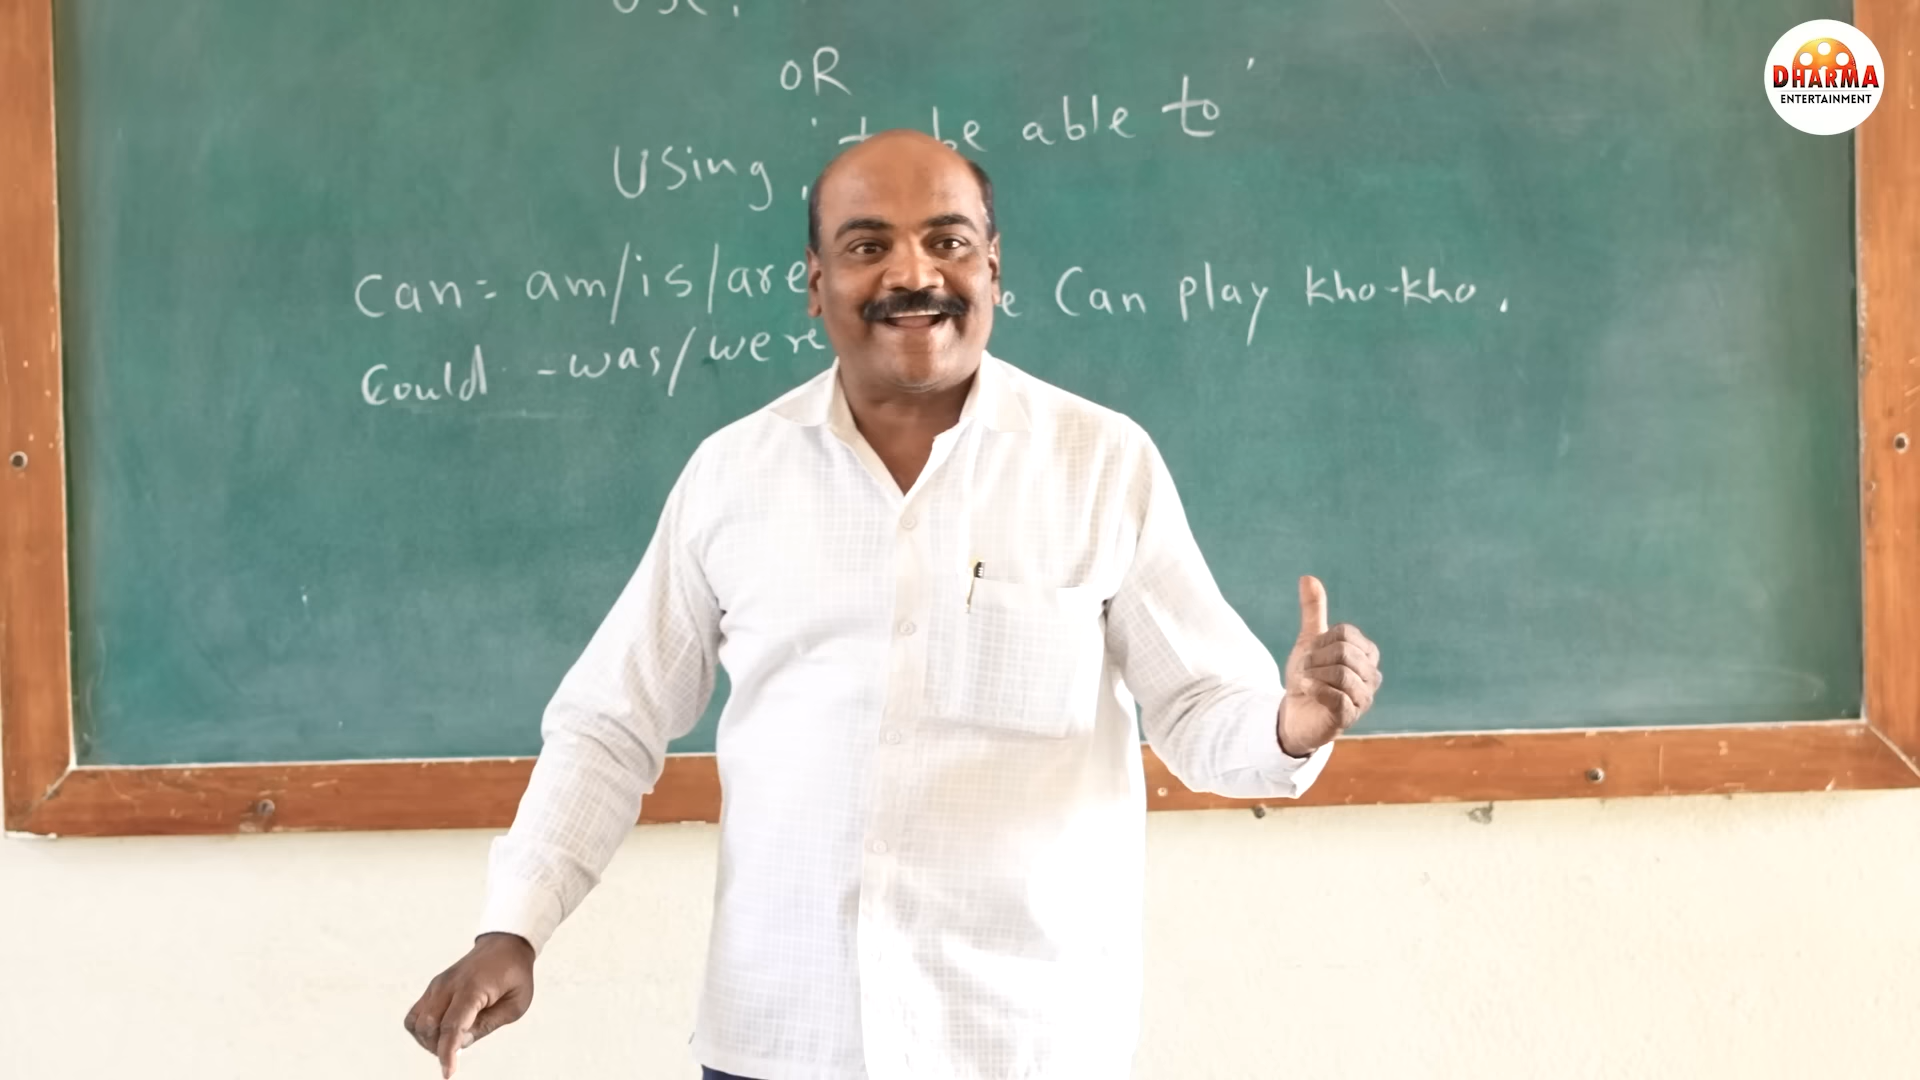 OR
Using ' to be able to '
can = am/is/are
e Can play kho-kho.
Could - was/were
DHARMA
ENTERTAINMENT